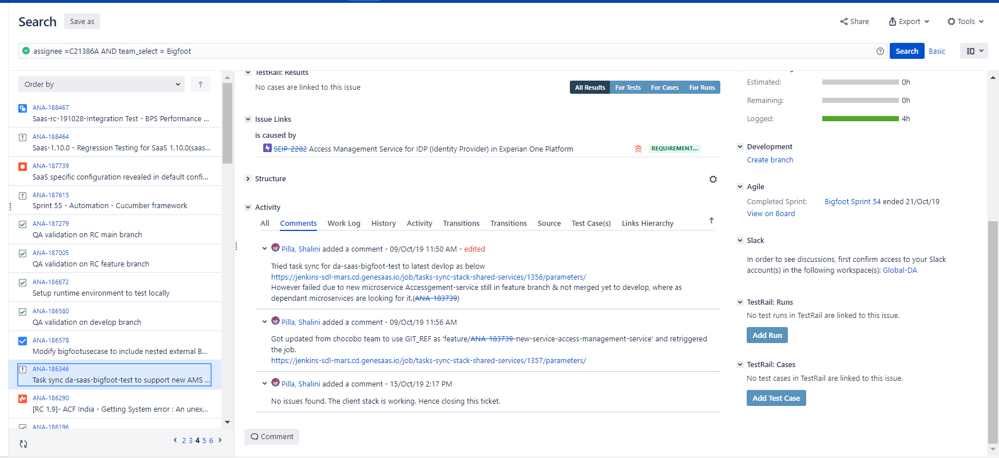 Search
Save as
Share
Export
Tools
assignee =C21386A AND team_select = Bigfoot
Search
Basic
Order by
ANA-188467
Saas-rc-191028-Integration Test - BPS Performance ...
ANA-188464
Saas-1.10.0 - Regression Testing for SaaS 1.10.0(saas...
ANA-187739
SaaS specific configuration revealed in default confi...
ANA-187615
Sprint 55 - Automation - Cucumber framework
ANA-187279
QA validation on RC main branch
ANA-187005
QA validation on RC feature branch
ANA-186672
Setup runtime environment to test locally
ANA-186580
QA validation on develop branch
ANA-186578
Modify bigfootusecase to include nested external B...
ANA-186346
Task sync da-saas-bigfoot-test to support new AMS ...
ANA-186290
[RC 1.9]- ACF India - Getting System error : An unex...
ANA-186196
2 3 4 5 6
TestRail: Results
No cases are linked to this issue
All Results
For Tests
For Cases
For Runs
Issue Links
is caused by
SEIP-2282 Access Management Service for IDP (Identity Provider) in Experian One Platform
REQUIREMENT...
Structure
Activity
All
Comments
Work Log
History
Activity
Transitions
Transitions
Source
Test Case(s)
Links Hierarchy
Pilla, Shalini added a comment - 09/Oct/19 11:50 AM - edited
Tried task sync for da-saas-bigfoot-test to latest devlop as below
https://jenkins-sdl-mars.cd.genesaas.io/job/tasks-sync-stack-shared-services/1356/parameters/
However failed due to new microservice Accessgement-service still in feature branch & not merged yet to develop, where as
dependant microservices are looking for it.(ANA-183739)
Pilla, Shalini added a comment - 09/Oct/19 11:56 AM
Got updated from chocobo team to use GIT_REF as 'feature/ANA-183739-new-service-access-management-service' and retriggered
the job.
https://jenkins-sdl-mars.cd.genesaas.io/job/tasks-sync-stack-shared-services/1357/parameters/
Pilla, Shalini added a comment - 15/Oct/19 2:17 PM
No issues found. The client stack is working. Hence closing this ticket.
Comment
Estimated:
0h
Remaining:
0h
Logged:
4h
Development
Create branch
Agile
Completed Sprint:
Bigfoot Sprint 54 ended 21/Oct/19
View on Board
Slack
In order to see discussions, first confirm access to your Slack
account(s) in the following workspace(s): Global-DA
TestRail: Runs
No test runs in TestRail are linked to this issue.
Add Run
TestRail: Cases
No test cases in TestRail are linked to this issue.
Add Test Case